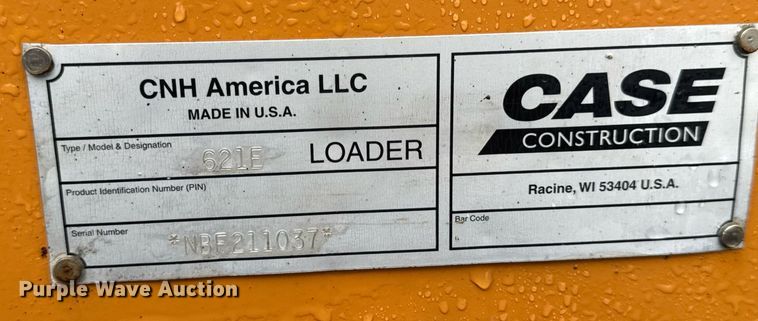 CNH America LLC
MADE IN U.S.A.
Type / Model & Designation
621E LOADER
Product Identification Number (PIN)
Serial Number
*NBF211037*
CASE
CONSTRUCTION
Racine, WI 53404 U.S.A.
Bar Code
Purple Wave Auction